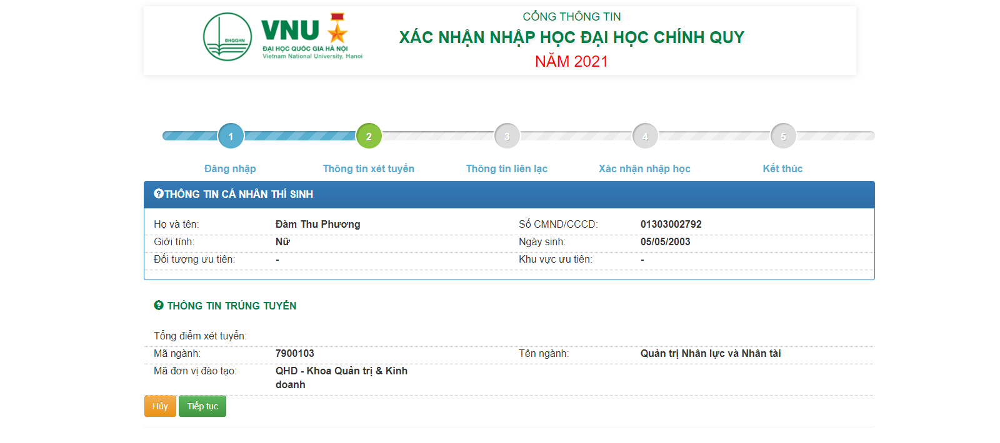 ĐHQGHN
VNU
ĐẠI HỌC QUỐC GIA HÀ NỘI
Vietnam National University, Hanoi
CỔNG THÔNG TIN
XÁC NHẬN NHẬP HỌC ĐẠI HỌC CHÍNH QUY
NĂM 2021
1 2 3 4 5
Đăng nhập Thông tin xét tuyển Thông tin liên lạc Xác nhận nhập học Kết thúc
THÔNG TIN CÁ NHÂN THÍ SINH
Họ và tên: Đàm Thu Phương Số CMND/CCCD: 01303002792
Giới tính: Nữ Ngày sinh: 05/05/2003
Đối tượng ưu tiên: - Khu vực ưu tiên: -
THÔNG TIN TRÚNG TUYỂN
Tổng điểm xét tuyển:
Mã ngành: 7900103 Tên ngành: Quản trị Nhân lực và Nhân tài
Mã đơn vị đào tạo: QHD - Khoa Quản trị & Kinh
doanh
Hủy Tiếp tục